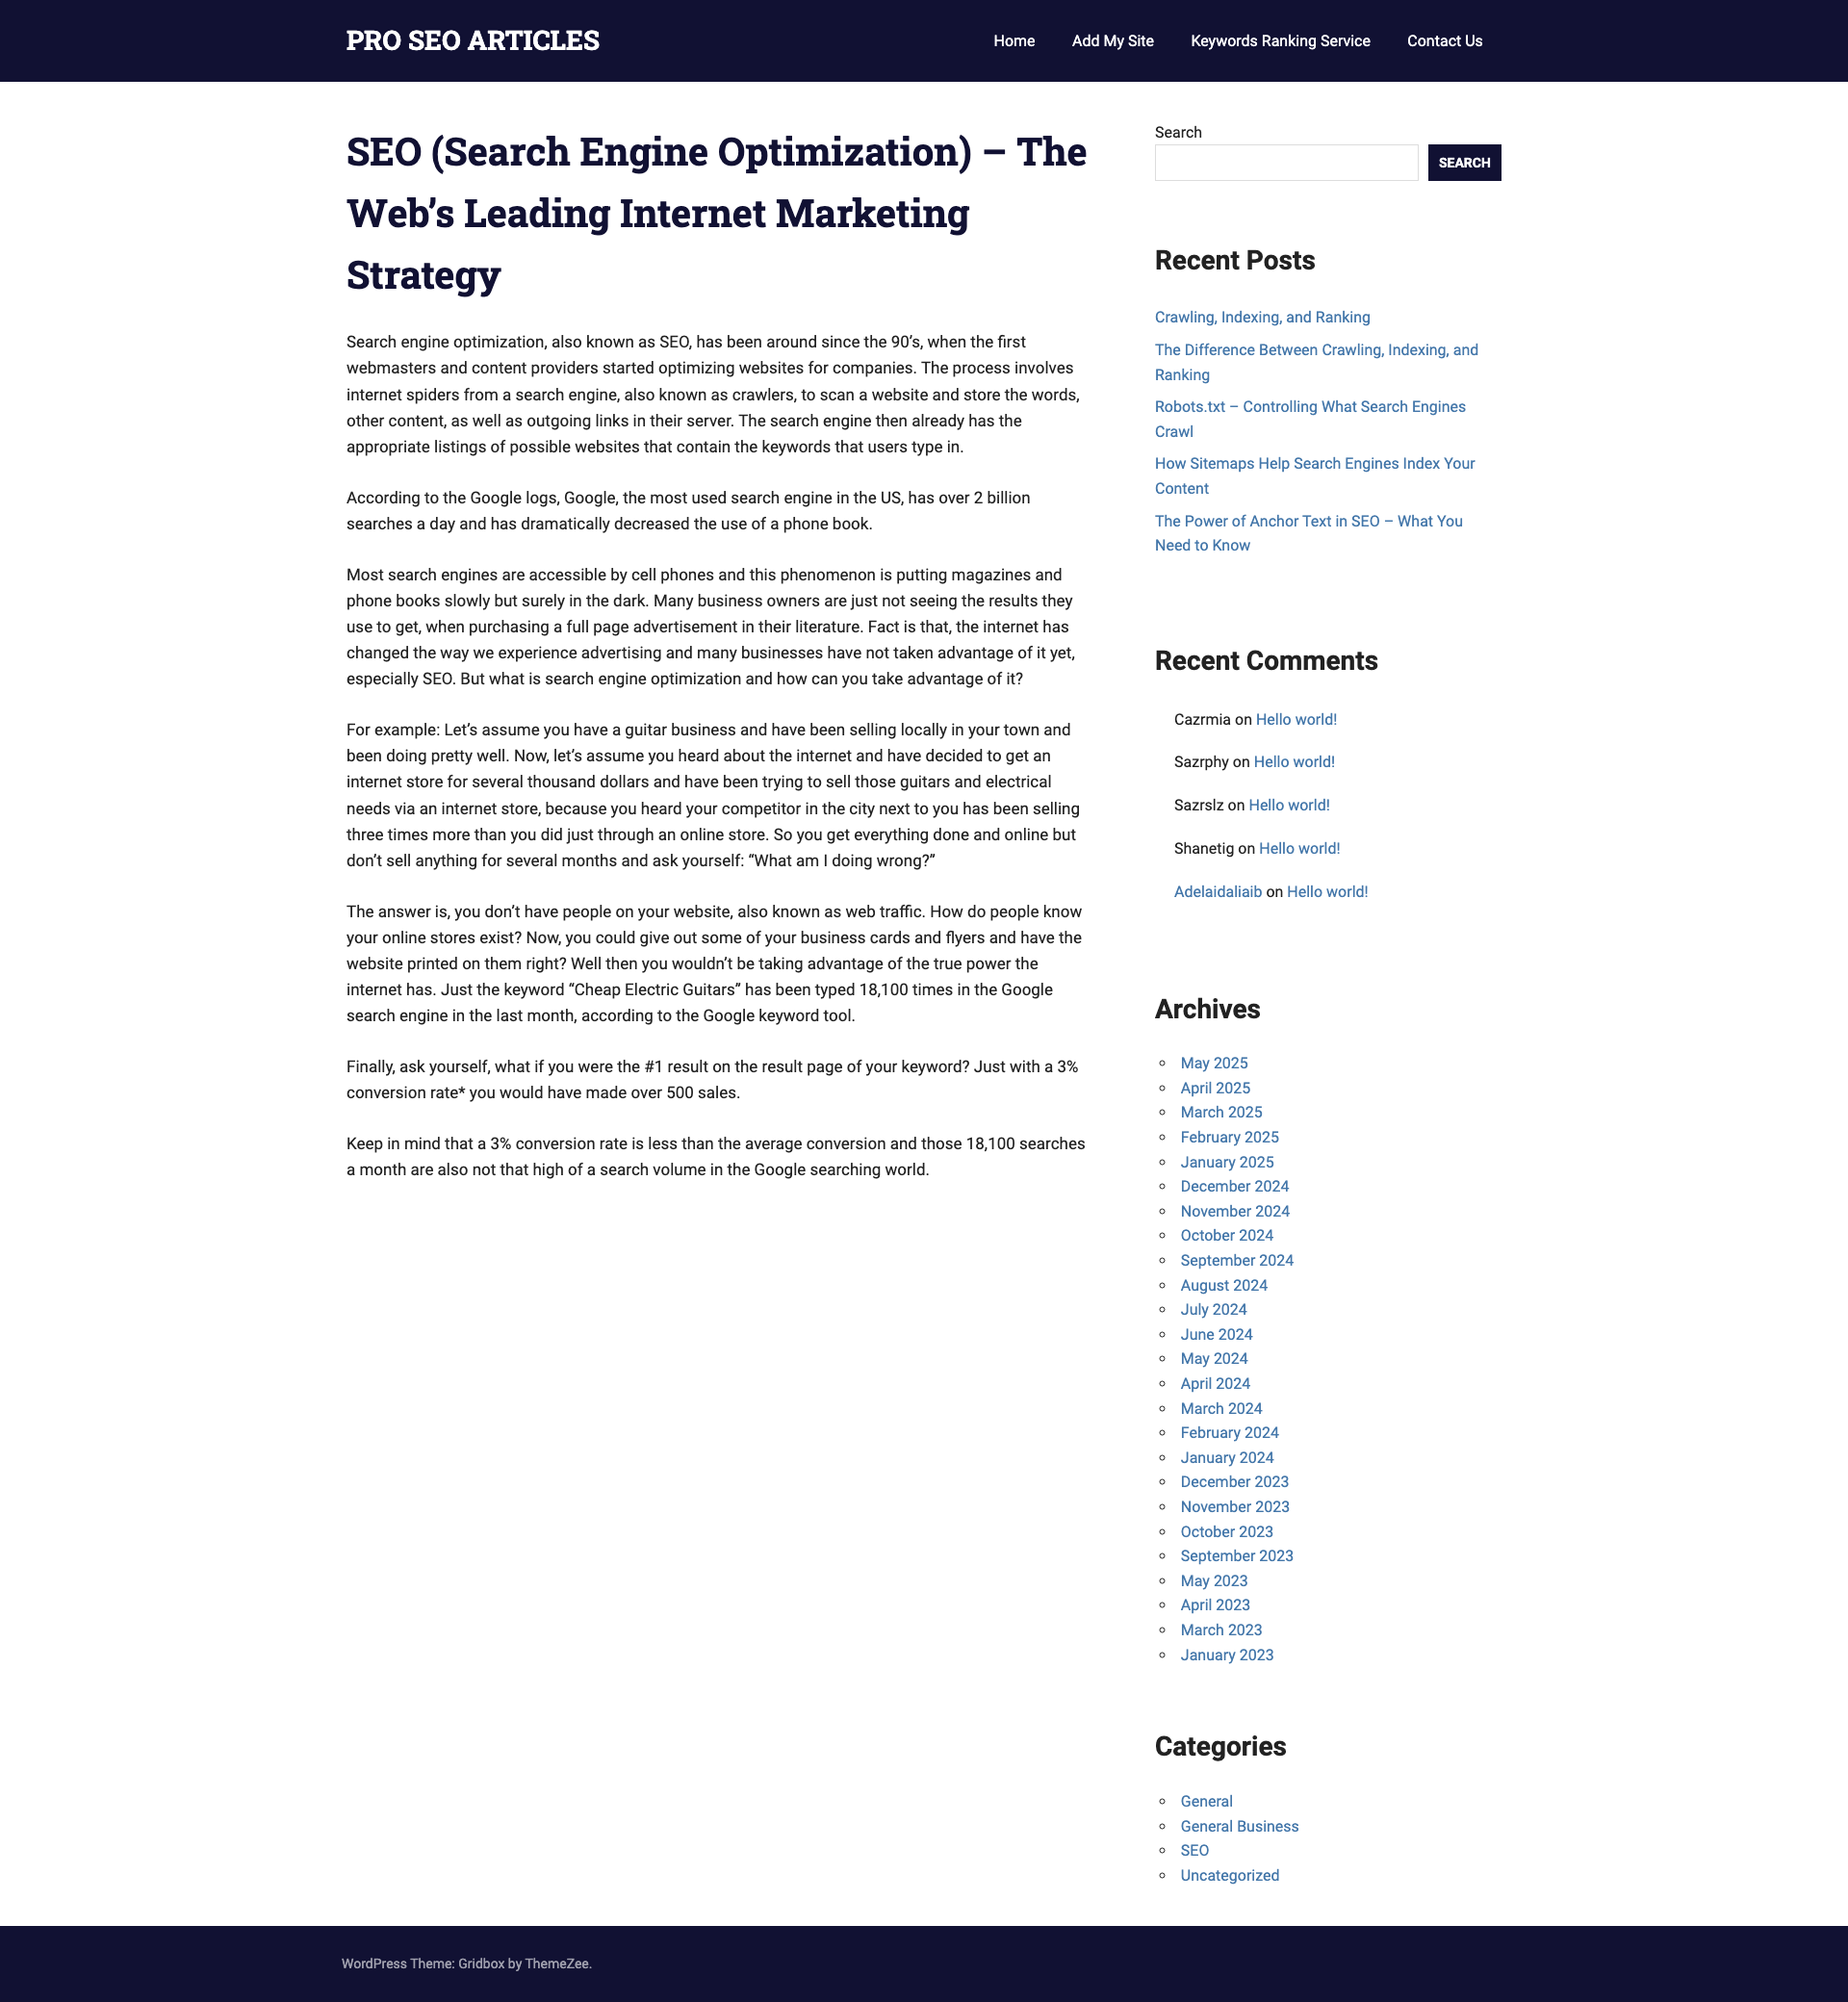 PRO SEO ARTICLES
Home
Add My Site
Keywords Ranking Service
Contact Us
SEO (Search Engine Optimization) – The
Web’s Leading Internet Marketing
Strategy
Search engine optimization, also known as SEO, has been around since the 90’s, when the first
webmasters and content providers started optimizing websites for companies. The process involves
internet spiders from a search engine, also known as crawlers, to scan a website and store the words,
other content, as well as outgoing links in their server. The search engine then already has the
appropriate listings of possible websites that contain the keywords that users type in.
According to the Google logs, Google, the most used search engine in the US, has over 2 billion
searches a day and has dramatically decreased the use of a phone book.
Most search engines are accessible by cell phones and this phenomenon is putting magazines and
phone books slowly but surely in the dark. Many business owners are just not seeing the results they
use to get, when purchasing a full page advertisement in their literature. Fact is that, the internet has
changed the way we experience advertising and many businesses have not taken advantage of it yet,
especially SEO. But what is search engine optimization and how can you take advantage of it?
For example: Let’s assume you have a guitar business and have been selling locally in your town and
been doing pretty well. Now, let’s assume you heard about the internet and have decided to get an
internet store for several thousand dollars and have been trying to sell those guitars and electrical
needs via an internet store, because you heard your competitor in the city next to you has been selling
three times more than you did just through an online store. So you get everything done and online but
don’t sell anything for several months and ask yourself: “What am I doing wrong?”
The answer is, you don’t have people on your website, also known as web traffic. How do people know
your online stores exist? Now, you could give out some of your business cards and flyers and have the
website printed on them right? Well then you wouldn’t be taking advantage of the true power the
internet has. Just the keyword “Cheap Electric Guitars” has been typed 18,100 times in the Google
search engine in the last month, according to the Google keyword tool.
Finally, ask yourself, what if you were the #1 result on the result page of your keyword? Just with a 3%
conversion rate* you would have made over 500 sales.
Keep in mind that a 3% conversion rate is less than the average conversion and those 18,100 searches
a month are also not that high of a search volume in the Google searching world.
Search
SEARCH
Recent Posts
Crawling, Indexing, and Ranking
The Difference Between Crawling, Indexing, and
Ranking
Robots.txt – Controlling What Search Engines
Crawl
How Sitemaps Help Search Engines Index Your
Content
The Power of Anchor Text in SEO – What You
Need to Know
Recent Comments
Cazrmia on Hello world!
Sazrphy on Hello world!
Sazrslz on Hello world!
Shanetig on Hello world!
Adelaidaliaib on Hello world!
Archives
May 2025
April 2025
March 2025
February 2025
January 2025
December 2024
November 2024
October 2024
September 2024
August 2024
July 2024
June 2024
May 2024
April 2024
March 2024
February 2024
January 2024
December 2023
November 2023
October 2023
September 2023
May 2023
April 2023
March 2023
January 2023
Categories
General
General Business
SEO
Uncategorized
WordPress Theme: Gridbox by ThemeZee.